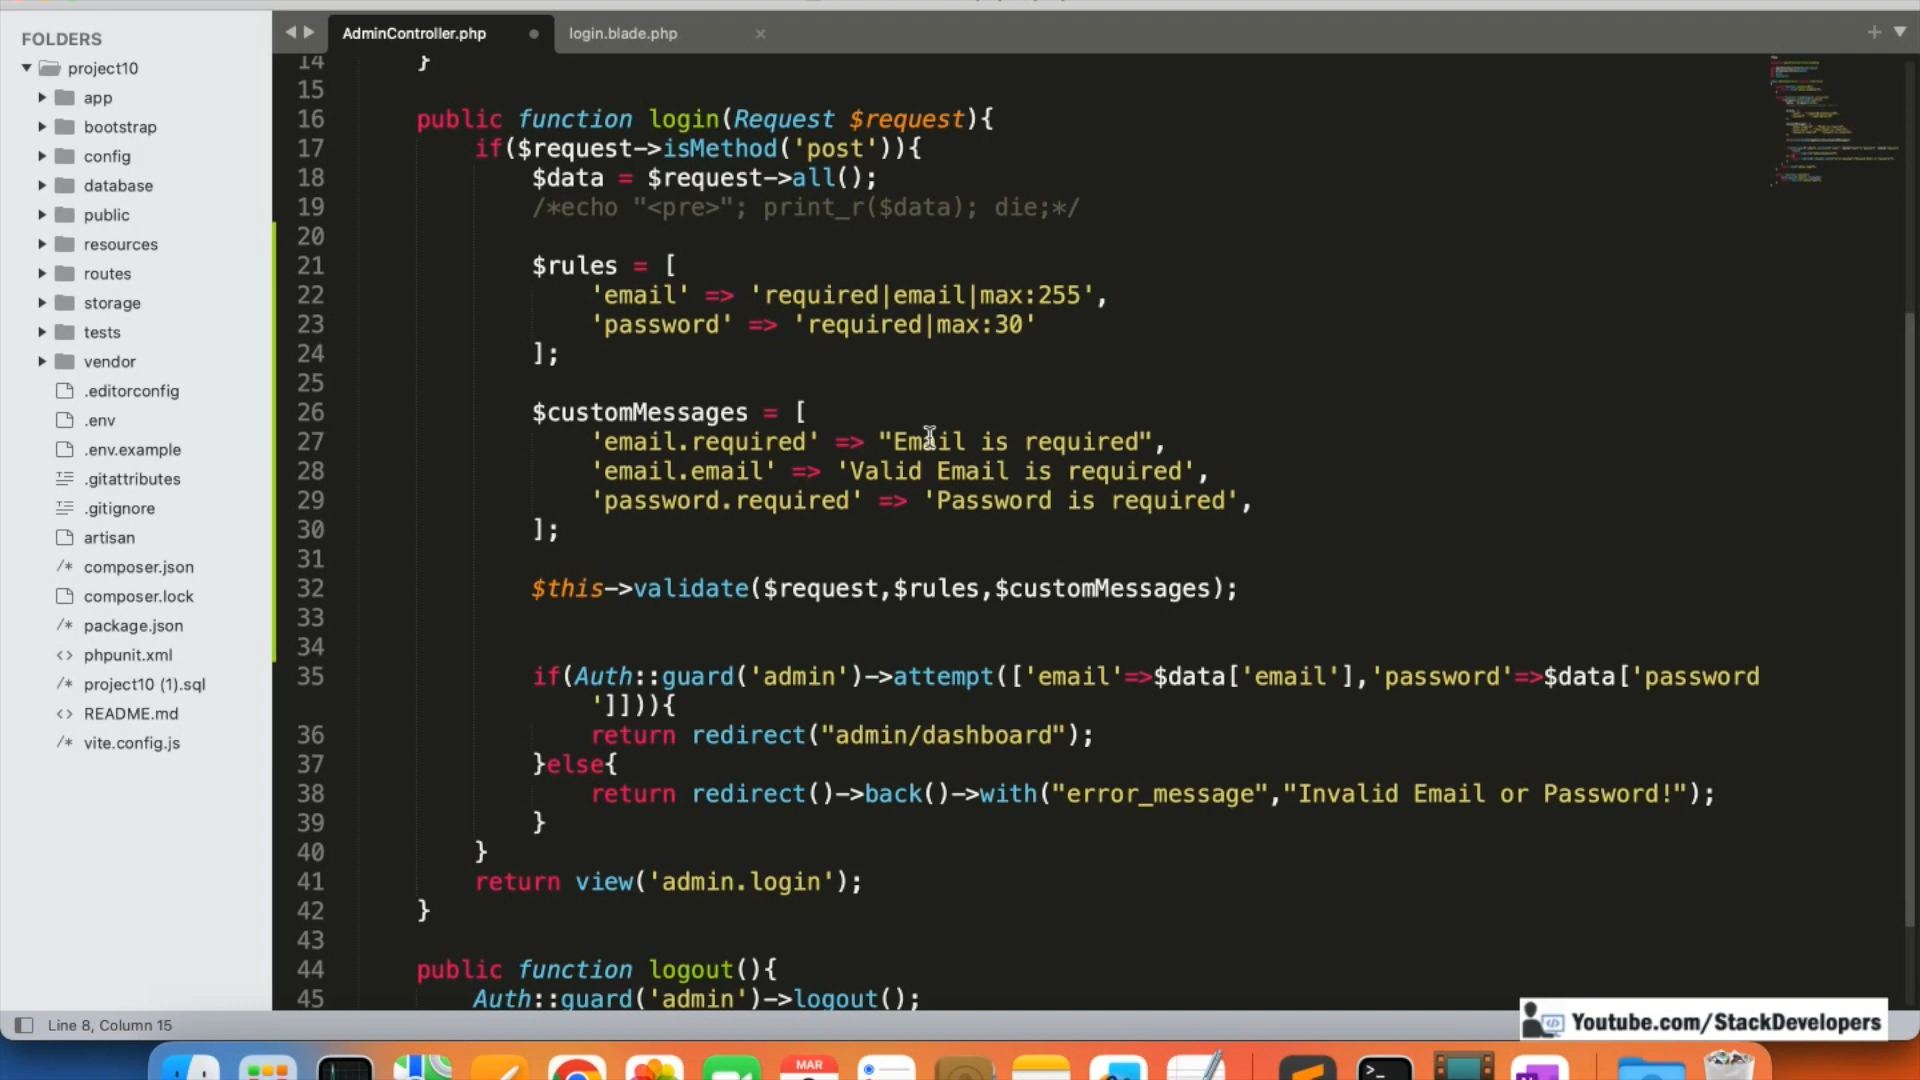 FOLDERS
project10
app
bootstrap
config
database
public
resources
routes
storage
tests
vendor
.editorconfig
.env
.env.example
.gitattributes
.gitignore
artisan
composer.json
composer.lock
package.json
phpunit.xml
project10 (1).sql
README.md
vite.config.js
AdminController.php
login.blade.php
14 }
15
16 public function login(Request $request){
17 if($request->isMethod('post')){
18 $data = $request->all();
19 /*echo "<pre>"; print_r($data); die;*/
20
21 $rules = [
22 'email' => 'required|email|max:255',
23 'password' => 'required|max:30'
24 ];
25
26 $customMessages = [
27 'email.required' => "Email is required",
28 'email.email' => 'Valid Email is required',
29 'password.required' => 'Password is required',
30 ];
31
32 $this->validate($request,$rules,$customMessages);
33
34
35 if(Auth::guard('admin')->attempt(['email'=>$data['email'],'password'=>$data['password
']])){
36 return redirect("admin/dashboard");
37 }else{
38 return redirect()->back()->with("error_message","Invalid Email or Password!");
39 }
40 }
41 return view('admin.login');
42 }
43
44 public function logout(){
45 Auth::guard('admin')->logout();
Line 8, Column 15
Youtube.com/StackDevelopers
MAR